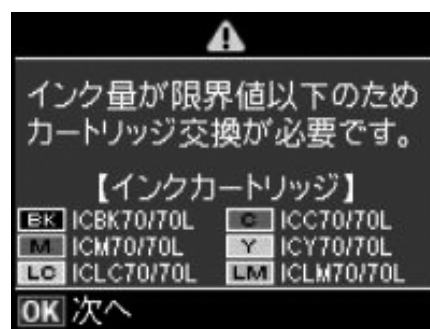 インク量が限界値以下のため
カートリッジ交換が必要です。
【インクカートリッジ】
BK ICBK70/70L C ICC70/70L
M ICM70/70L Y ICY70/70L
LC ICLC70/70L LM ICLM70/70L
OK 次へ